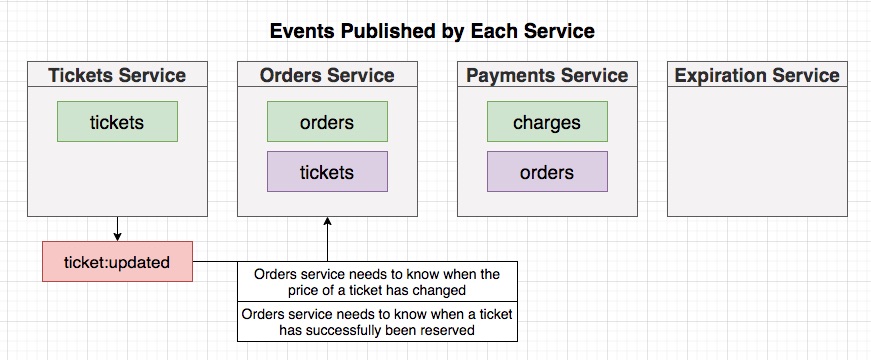 Events Published by Each Service
Tickets Service
Orders Service
Payments Service
Expiration Service
tickets
orders
charges
tickets
orders
ticket:updated
Orders service needs to know when the
price of a ticket has changed
Orders service needs to know when a ticket
has successfully been reserved